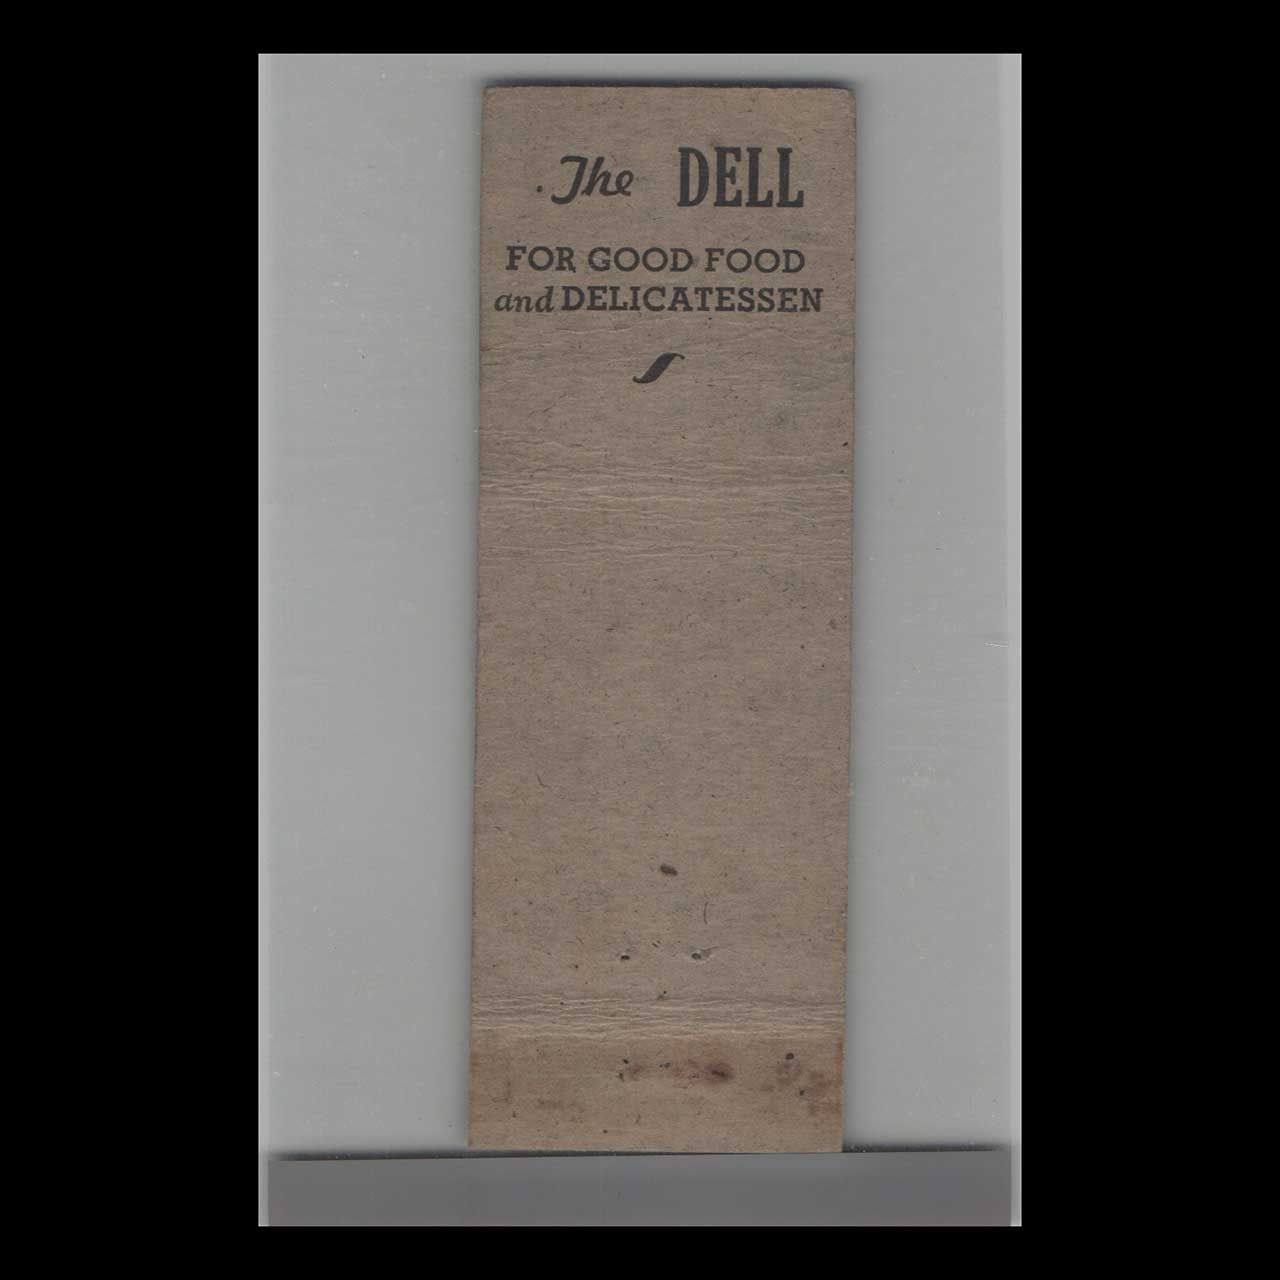 The DELL
FOR GOOD FOOD
and DELICATESSEN